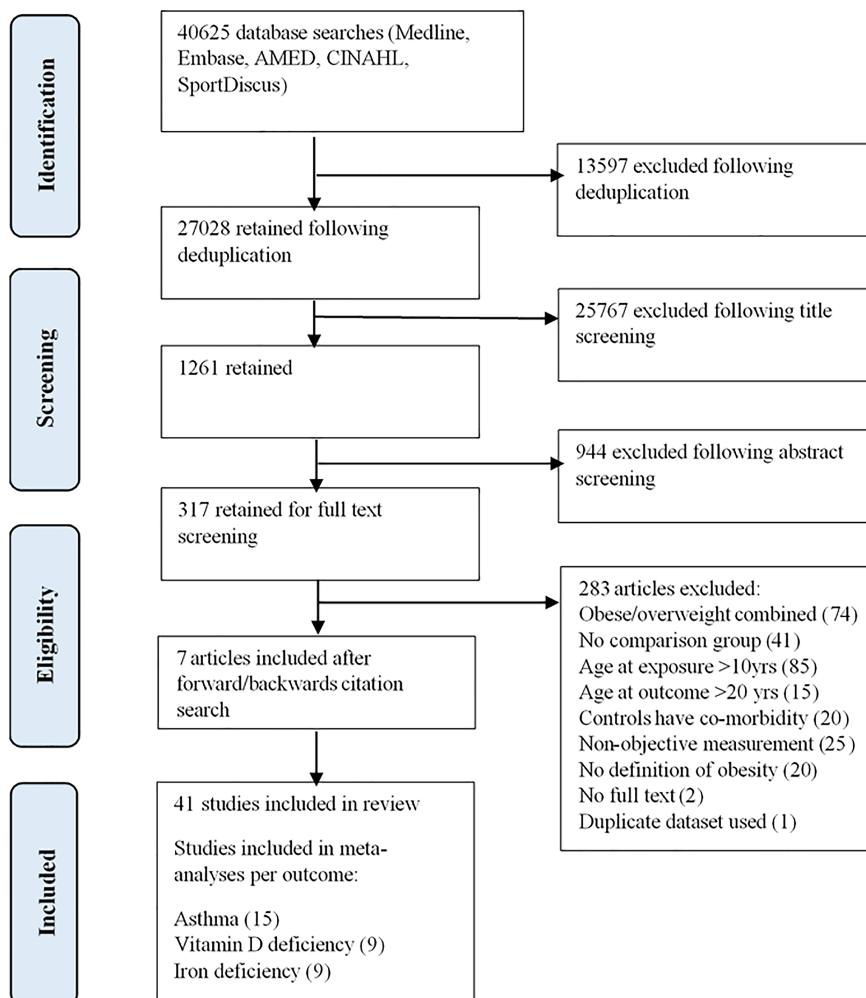 Identification
40625 database searches (Medline,
Embase, AMED, CINAHL,
SportDiscus)
13597 excluded following
deduplication
27028 retained following
deduplication
Screening
25767 excluded following title
screening
1261 retained
944 excluded following abstract
screening
317 retained for full text
screening
Eligibility
283 articles excluded:
Obese/overweight combined (74)
No comparison group (41)
Age at exposure >10yrs (85)
Age at outcome >20 yrs (15)
Controls have co-morbidity (20)
Non-objective measurement (25)
No definition of obesity (20)
No full text (2)
Duplicate dataset used (1)
7 articles included after
forward/backwards citation
search
Included
41 studies included in review
Studies included in meta-
analyses per outcome:
Asthma (15)
Vitamin D deficiency (9)
Iron deficiency (9)